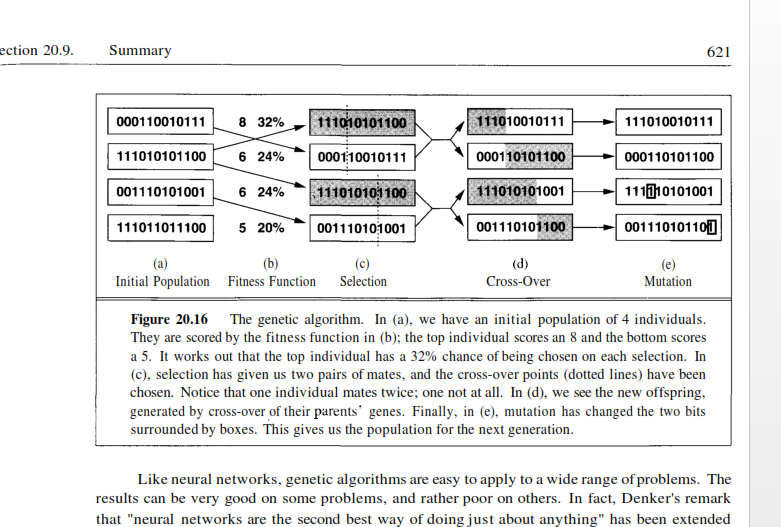 ection 20.9. Summary 621
000110010111 8 32% 111010101100 111010010111 111010010111
111010101100 6 24% 000110010111 000110101100 000110101100
001110101001 6 24% 111010101100 111010101001 111110101001
111011011100 5 20% 001110101001 001110101100 001110101101
(a) (b) (c) (d) (e)
Initial Population Fitness Function Selection Cross-Over Mutation
Figure 20.16 The genetic algorithm. In (a), we have an initial population of 4 individuals.
They are scored by the fitness function in (b); the top individual scores an 8 and the bottom scores
a 5. It works out that the top individual has a 32% chance of being chosen on each selection. In
(c), selection has given us two pairs of mates, and the cross-over points (dotted lines) have been
chosen. Notice that one individual mates twice; one not at all. In (d), we see the new offspring,
generated by cross-over of their parents' genes. Finally, in (e), mutation has changed the two bits
surrounded by boxes. This gives us the population for the next generation.
Like neural networks, genetic algorithms are easy to apply to a wide range of problems. The
results can be very good on some problems, and rather poor on others. In fact, Denker's remark
that "neural networks are the second best way of doing just about anything" has been extended